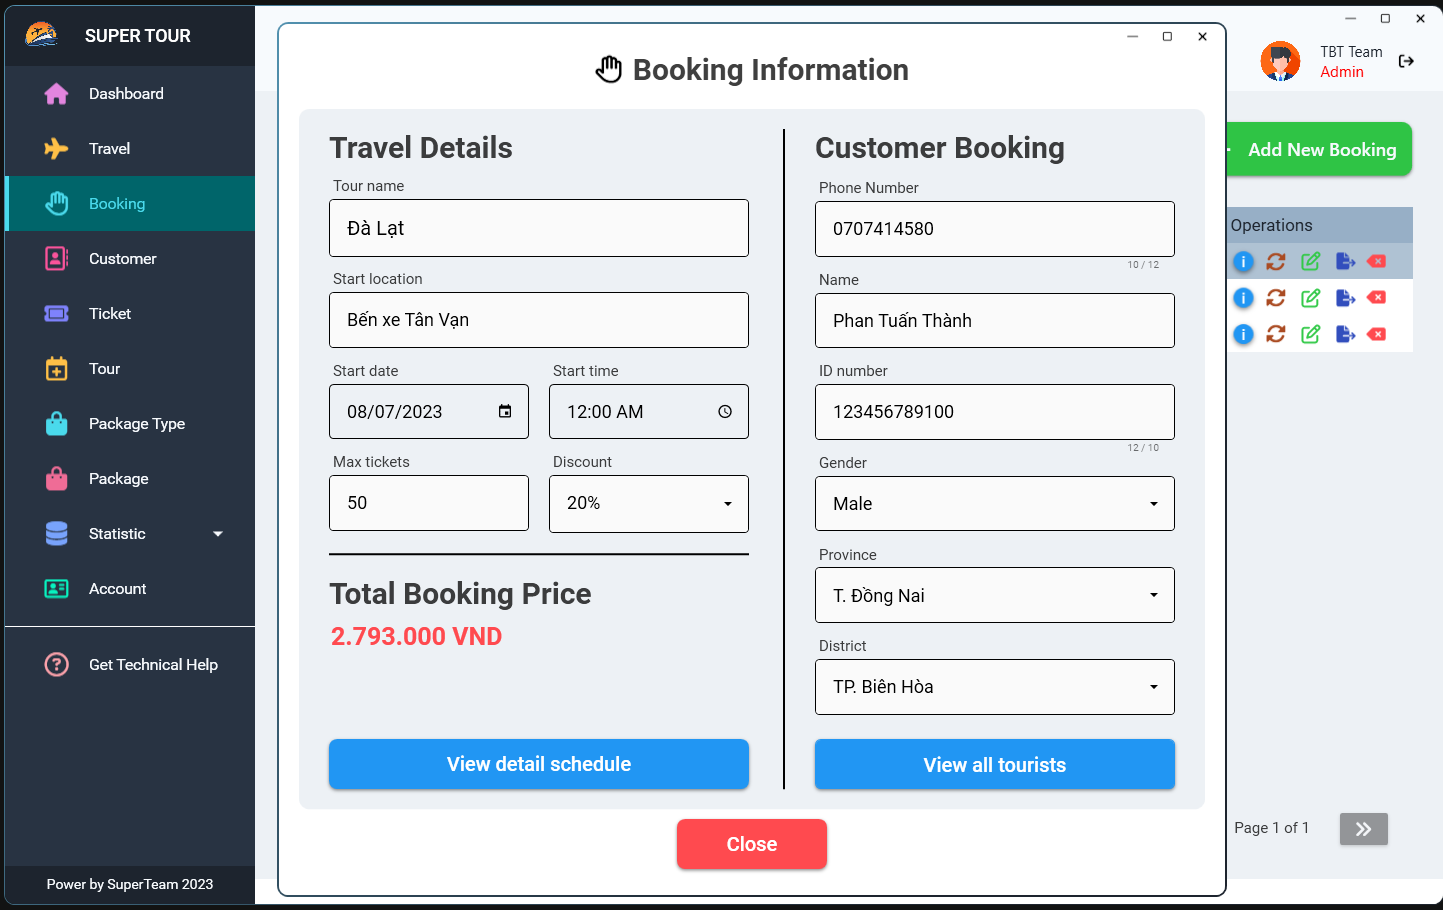 SUPER TOUR
Dashboard
Travel
Booking
Customer
Ticket
Tour
Package Type
Package
Statistic
Account
Get Technical Help
Power by SuperTeam 2023
Booking Information
Travel Details
Tour name
Đà Lạt
Start location
Bến xe Tân Vạn
Start date
Start time
08/07/2023
12:00 AM
Max tickets
Discount
50
20%
Total Booking Price
2.793.000 VND
View detail schedule
Customer Booking
Phone Number
0707414580
10 / 12
Name
Phan Tuấn Thành
ID number
123456789100
12 / 10
Gender
Male
Province
T. Đồng Nai
District
TP. Biên Hòa
View all tourists
Close
TBT Team
Admin
Add New Booking
Operations
Page 1 of 1